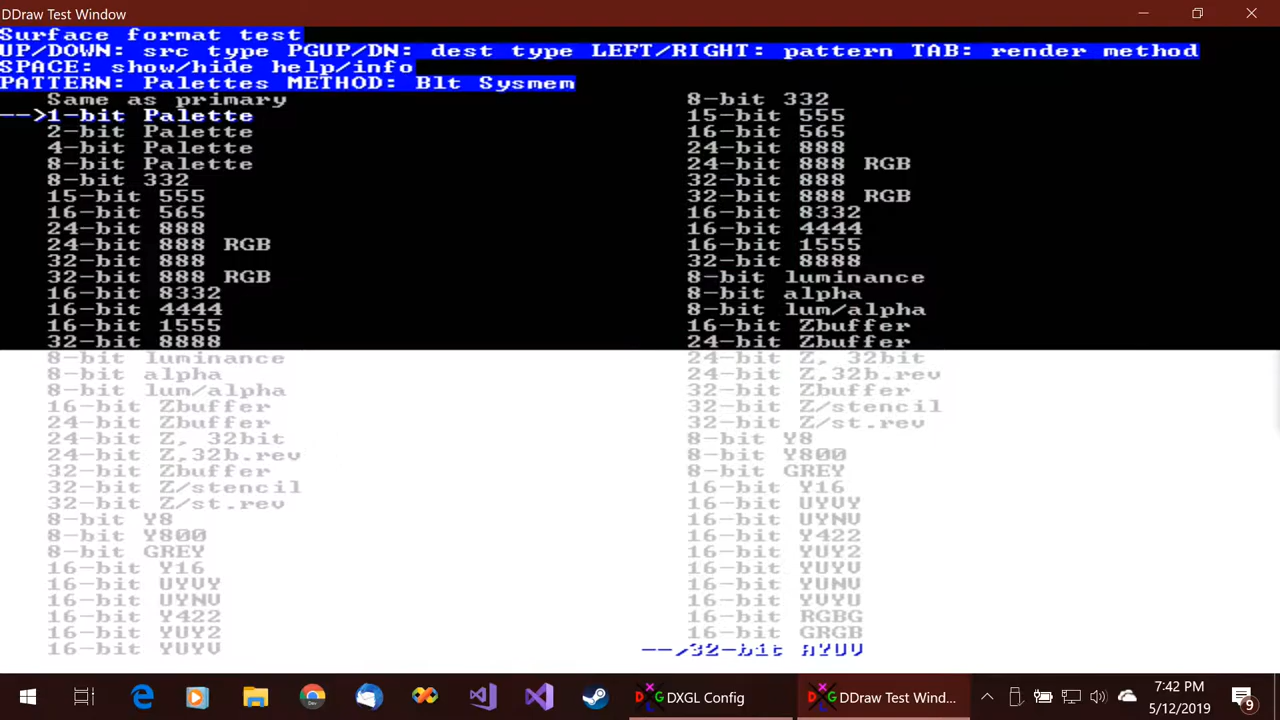 DDraw Test Window
Surface format test
UP/DOWN: src type PGUP/DN: dest type LEFT/RIGHT: pattern TAB: render method
SPACE: show/hide help/info
PATTERN: Palettes METHOD: Blt Sysmem
Same as primary
-->1-bit Palette
2-bit Palette
4-bit Palette
8-bit Palette
8-bit 332
15-bit 555
16-bit 565
24-bit 888
24-bit 888 RGB
32-bit 888
32-bit 888 RGB
16-bit 8332
16-bit 4444
16-bit 1555
32-bit 8888
8-bit luminance
8-bit alpha
8-bit lum/alpha
16-bit Zbuffer
24-bit Zbuffer
24-bit Z, 32bit
24-bit Z,32b.rev
32-bit Zbuffer
32-bit Z/stencil
32-bit Z/st.rev
8-bit Y8
8-bit Y800
8-bit GREY
16-bit Y16
16-bit UYVY
16-bit UYNV
16-bit Y422
16-bit YUY2
16-bit YUYV
8-bit 332
15-bit 555
16-bit 565
24-bit 888
24-bit 888 RGB
32-bit 888
32-bit 888 RGB
16-bit 8332
16-bit 4444
16-bit 1555
32-bit 8888
8-bit luminance
8-bit alpha
8-bit lum/alpha
16-bit Zbuffer
24-bit Zbuffer
24-bit Z, 32bit
24-bit Z,32b.rev
32-bit Zbuffer
32-bit Z/stencil
32-bit Z/st.rev
8-bit Y8
8-bit Y800
8-bit GREY
16-bit Y16
16-bit UYVY
16-bit UYNV
16-bit Y422
16-bit YUY2
16-bit YUYV
16-bit YUNV
16-bit YVYU
16-bit RGBG
16-bit GRGB
-->32-bit AYUV
Dev
DXGL Config
DDraw Test Wind...
7:42 PM
5/12/2019
9